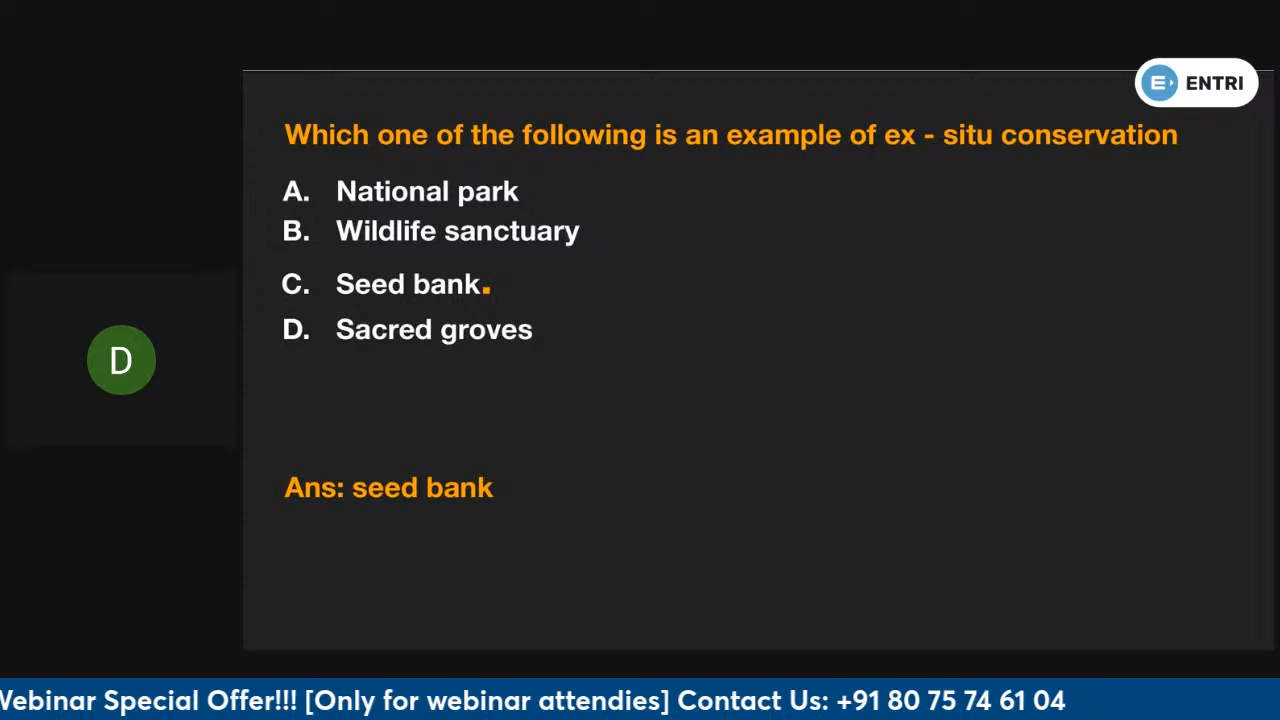 ENTRI
Which one of the following is an example of ex - situ conservation
A. National park
B. Wildlife sanctuary
C. Seed bank.
D. Sacred groves
D
Ans: seed bank
Webinar Special Offer!!! [Only for webinar attendies] Contact Us: +91 80 75 74 61 04